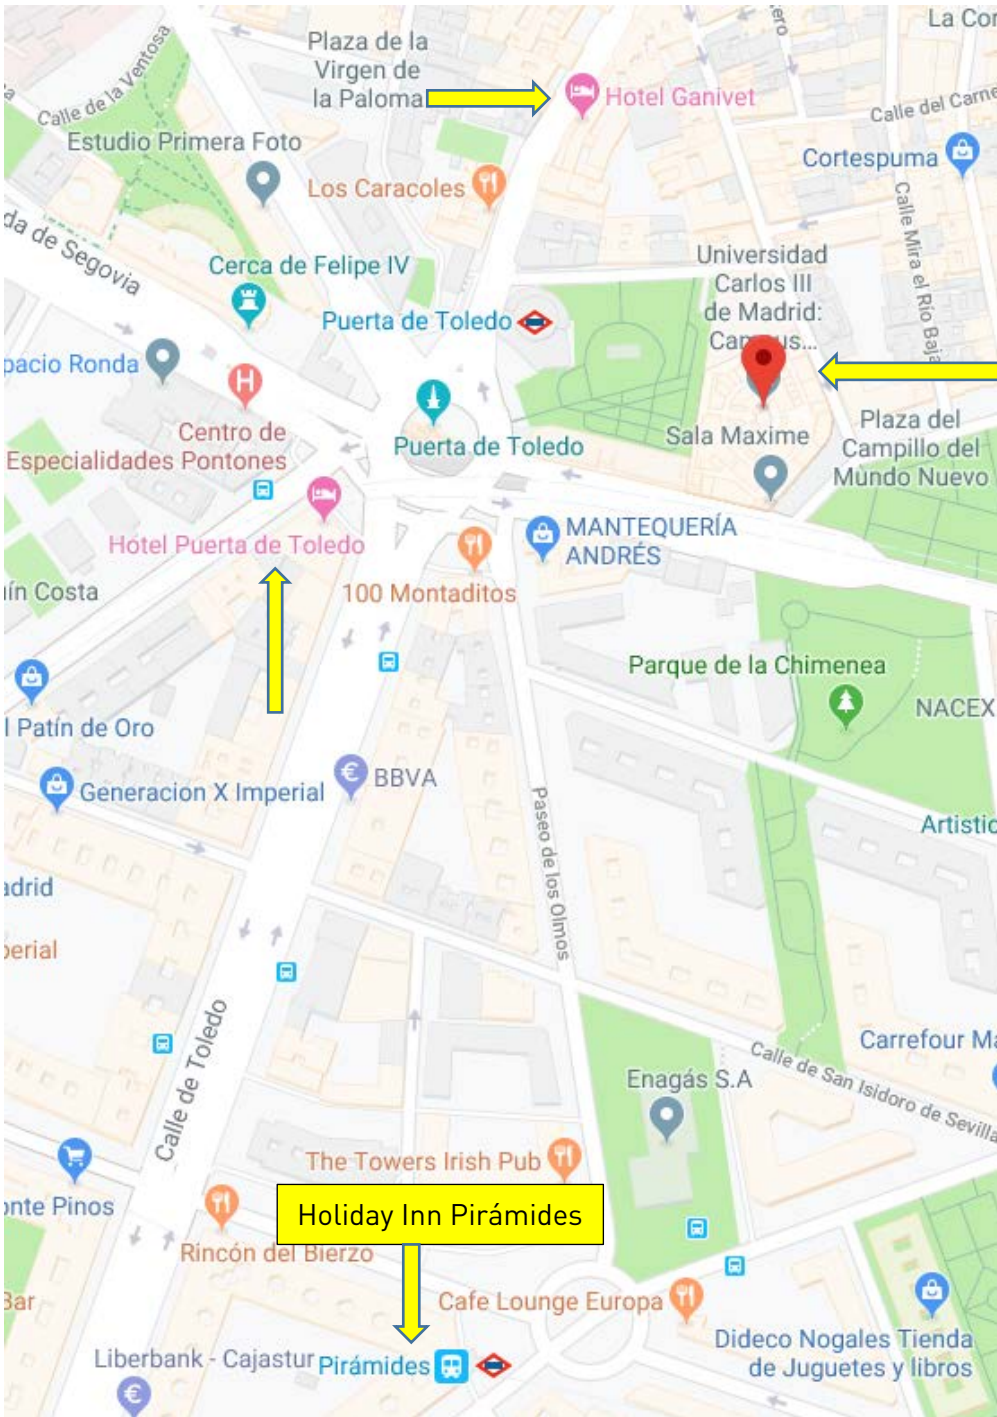 La Cor
Plaza de la
Virgen de
la Paloma
Hotel Ganivet
Calle de la Ventosa
Calle del Carne
Estudio Primera Foto
Cortespuma
Los Caracoles
Calle Mira el Río Baja
da de Segovia
Cerca de Felipe IV
Universidad
Carlos III
de Madrid:
Campus...
Puerta de Toledo
pacio Ronda
H
Puerta de Toledo
Sala Maxime
Plaza del
Campillo del
Mundo Nuevo
Centro de
Especialidades Pontones
MANTEQUERÍA
ANDRÉS
Hotel Puerta de Toledo
100 Montaditos
ín Costa
Parque de la Chimenea
NACEX
l Patín de Oro
BBVA
Generacion X Imperial
Paseo de los Olmos
Artistic
adrid
perial
Calle de Toledo
Carrefour Ma
Calle de San Isidoro de Sevilla
Enagás S.A
The Towers Irish Pub
onte Pinos
Holiday Inn Pirámides
Rincón del Bierzo
Bar
Cafe Lounge Europa
Dideco Nogales Tienda
de Juguetes y libros
Liberbank - Cajastur
Pirámides